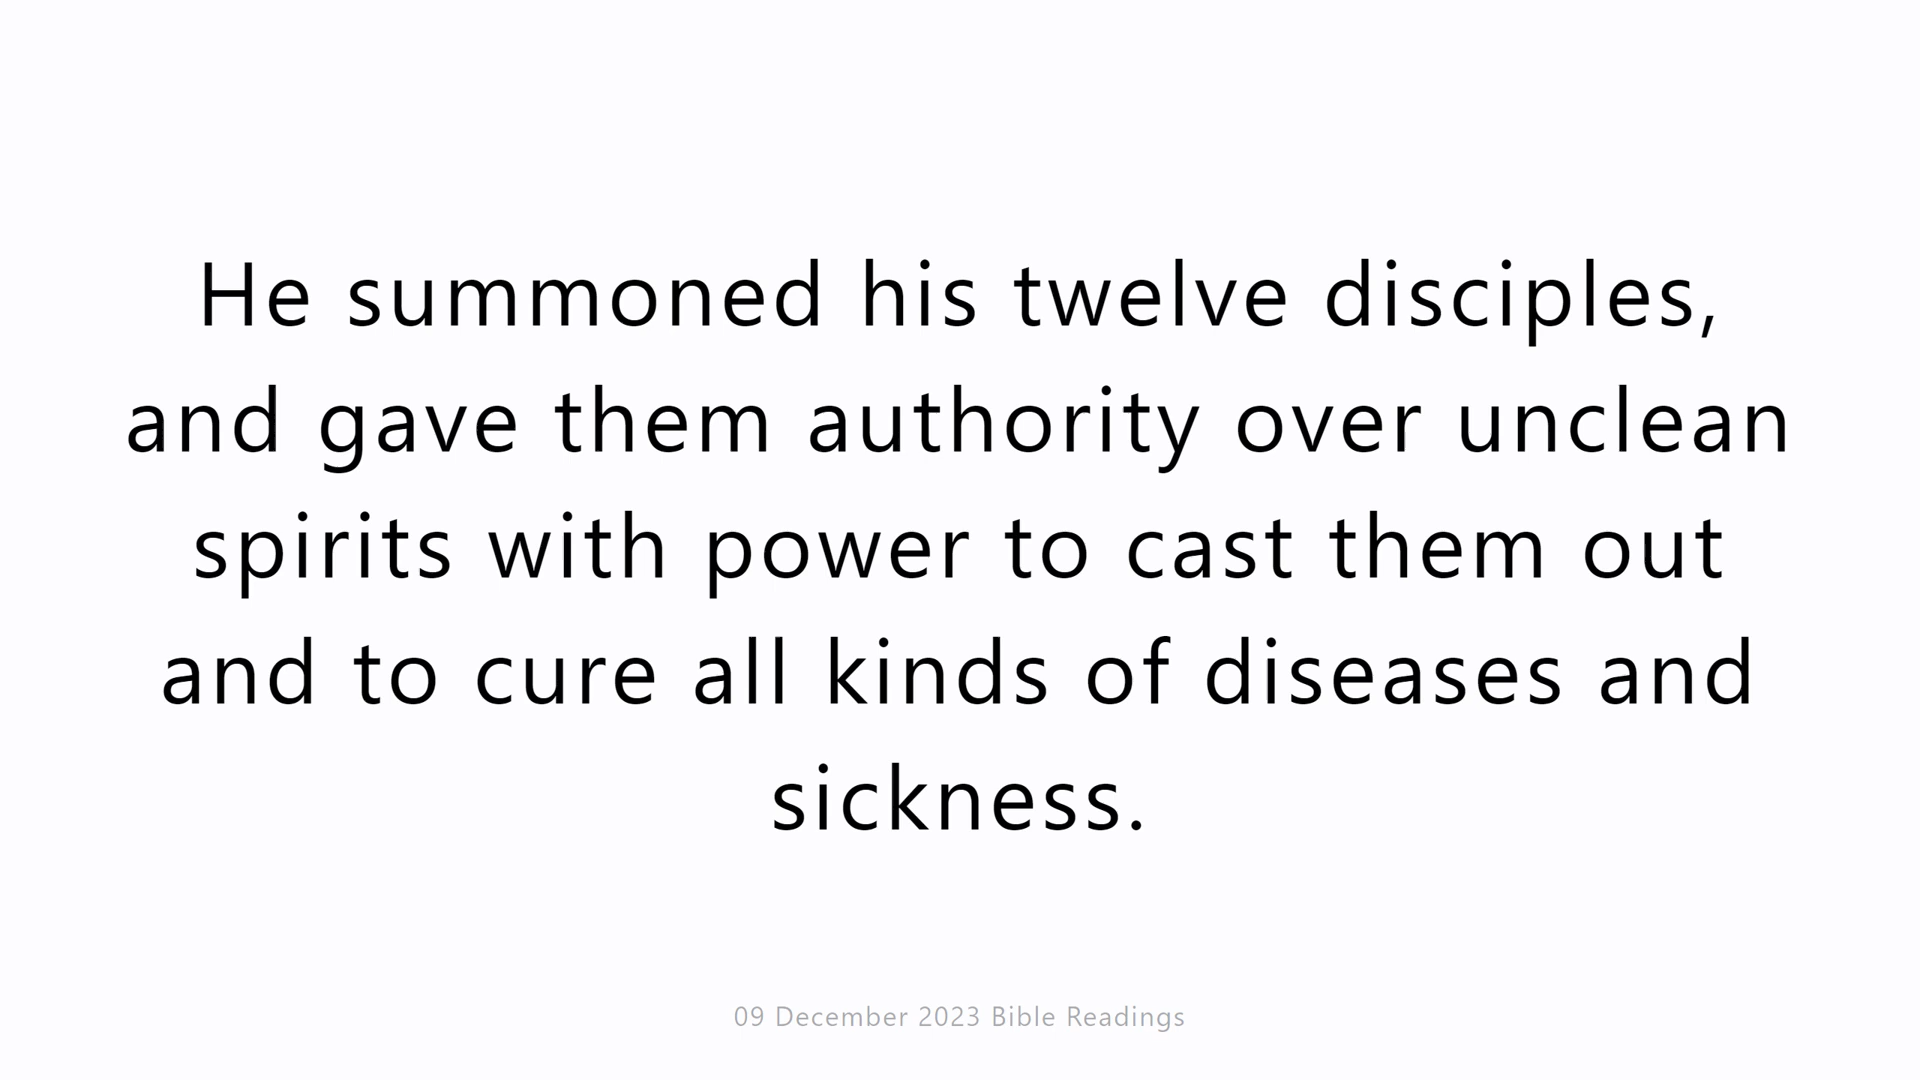 He summoned his twelve disciples,
and gave them authority over unclean
spirits with power to cast them out
and to cure all kinds of diseases and
sickness.
09 December 2023 Bible Readings